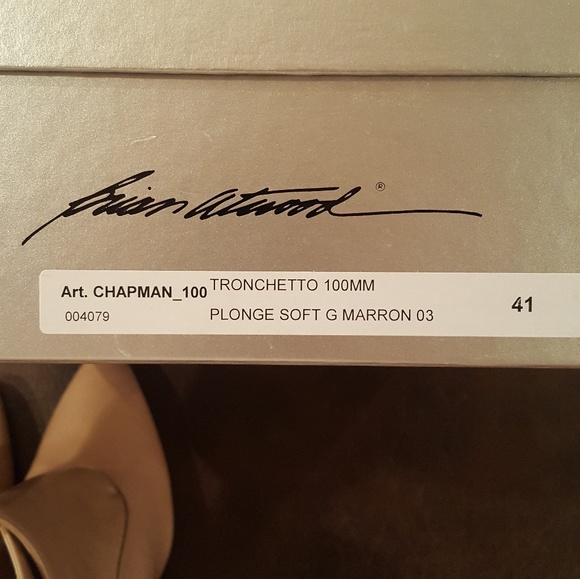 Brian Atwood ®
Art. CHAPMAN_100 TRONCHETTO 100MM
004079 PLONGE SOFT G MARRON 03 41